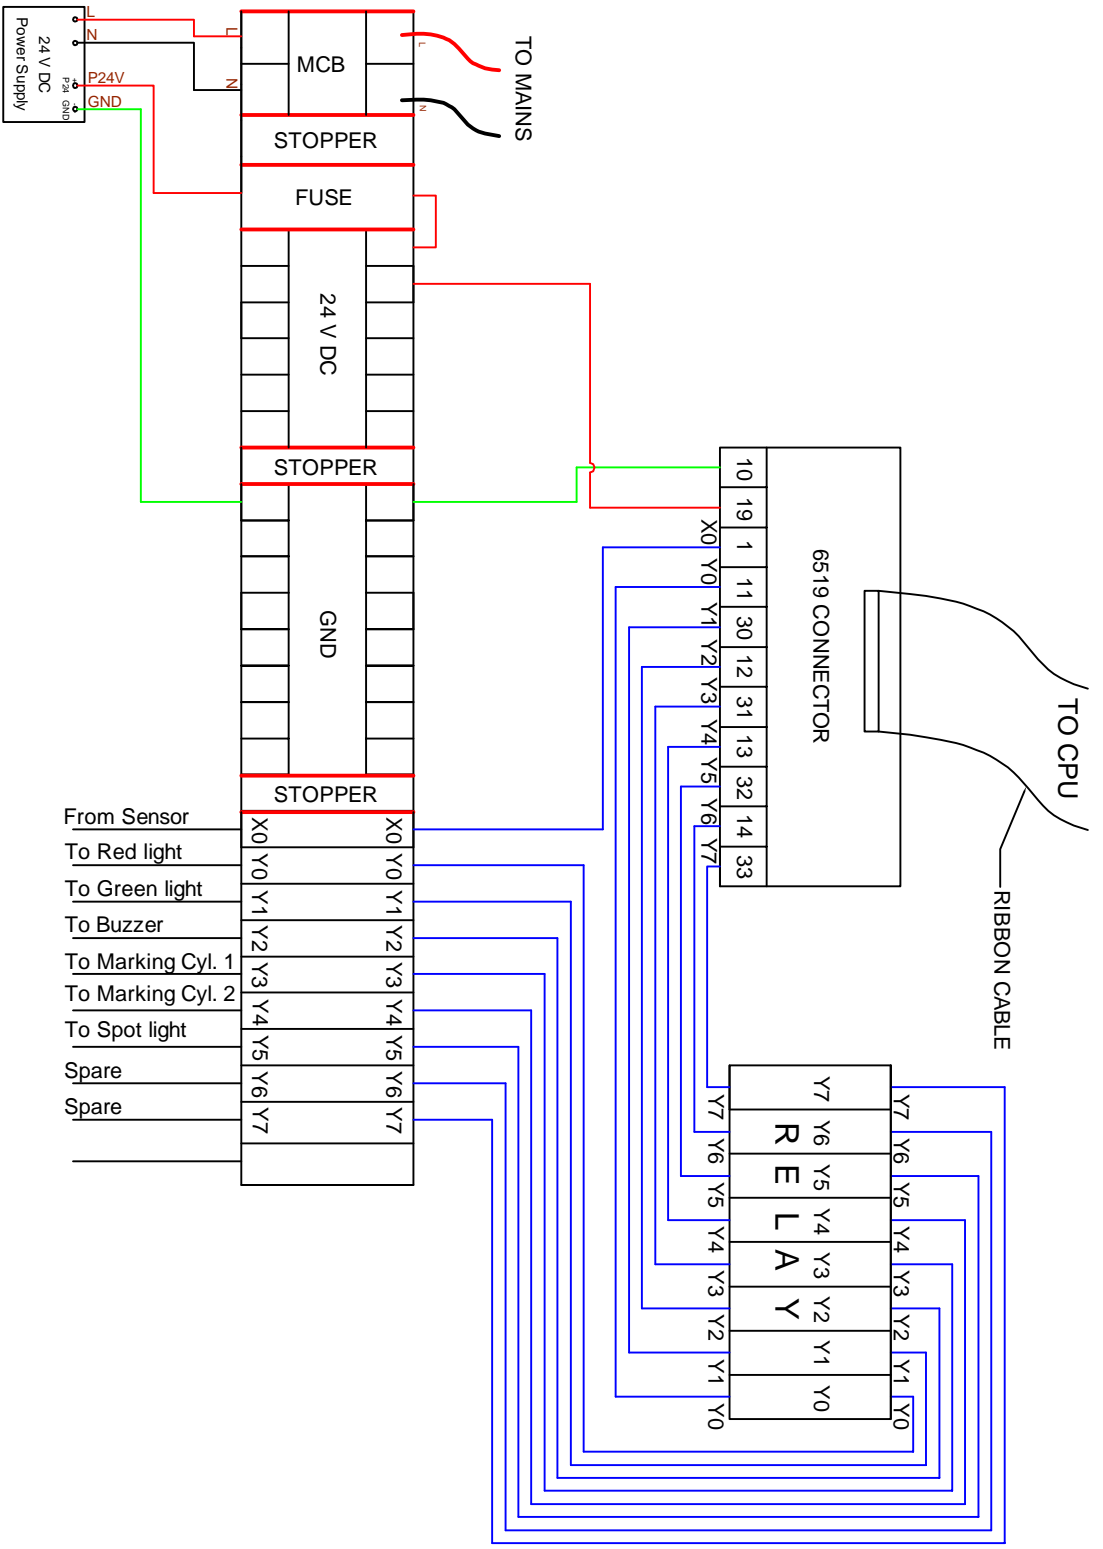 L
N
P24V
GND
24 V DC
Power Supply
+
P24
-
GND
L
N
MCB
L
N
TO MAINS
STOPPER
FUSE
24 V DC
STOPPER
GND
STOPPER
From Sensor
To Red light
To Green light
To Buzzer
To Marking Cyl. 1
To Marking Cyl. 2
To Spot light
Spare
Spare
X0 X0
Y0 Y0
Y1 Y1
Y2 Y2
Y3 Y3
Y4 Y4
Y5 Y5
Y6 Y6
Y7 Y7
10
19
X0 1
Y0 11
Y1 30
Y2 12
Y3 31
Y4 13
Y5 32
Y6 14
Y7 33
6519 CONNECTOR
TO CPU
RIBBON CABLE
Y7 Y7 Y7
Y6 Y6 Y6
Y5 Y5 Y5
Y4 Y4 Y4
Y3 Y3 Y3
Y2 Y2 Y2
Y1 Y1 Y1
Y0 Y0 Y0
RELAY